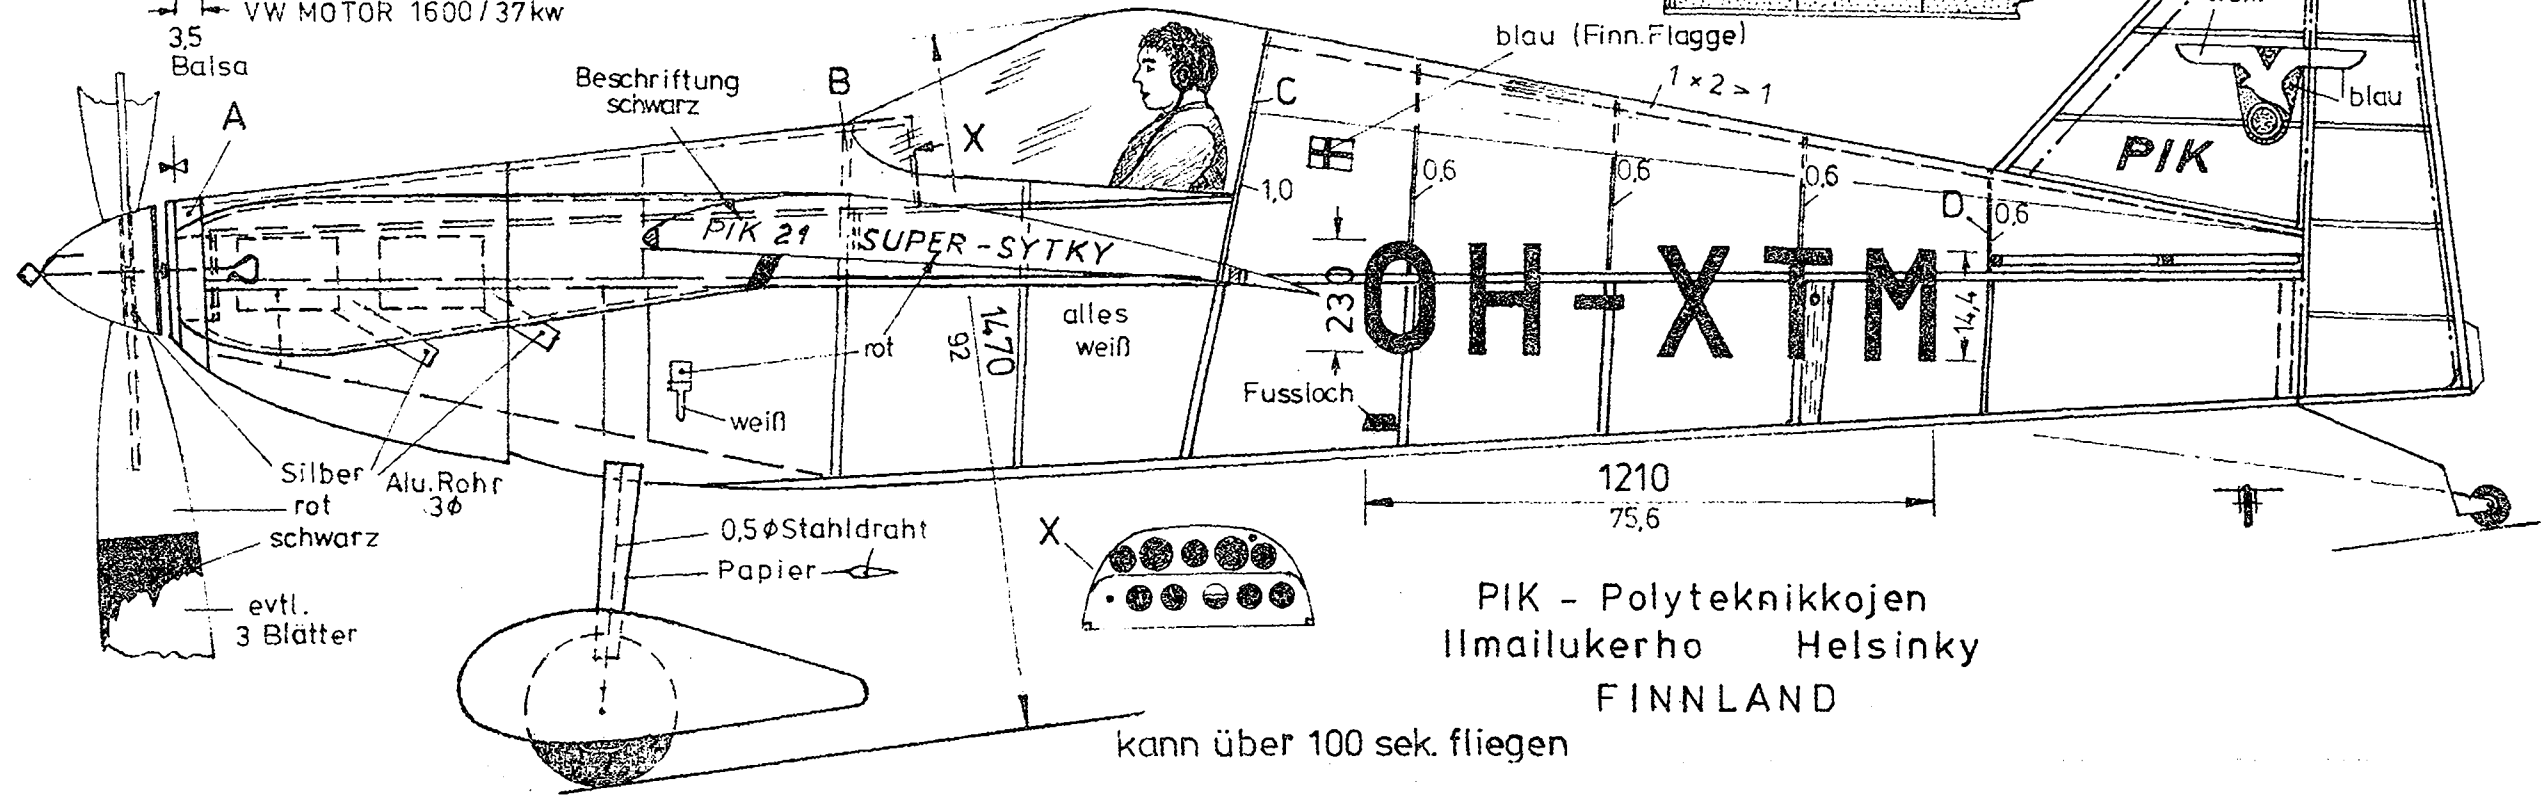 VW MOTOR 1600/37kw
3,5
Balsa
A
Beschriftung
schwarz
B
X
C
blau (Finn.Flagge)
1 × 2 > 1
blau
PIK
1,0
0,6
0,6
0,6
D
0,6
PIK 21 SUPER-SYTKY
OH-XTM
230
14,4
1470
92
alles
weiß
rot
weiß
Fussloch
Silber
rot
schwarz
Alu.Rohr
3ϕ
evtl.
3 Blätter
0,5ϕStahldraht
Papier
X
1210
75,6
PIK - Polyteknikkojen
Ilmailukerho Helsinky
FINNLAND
kann über 100 sek. fliegen